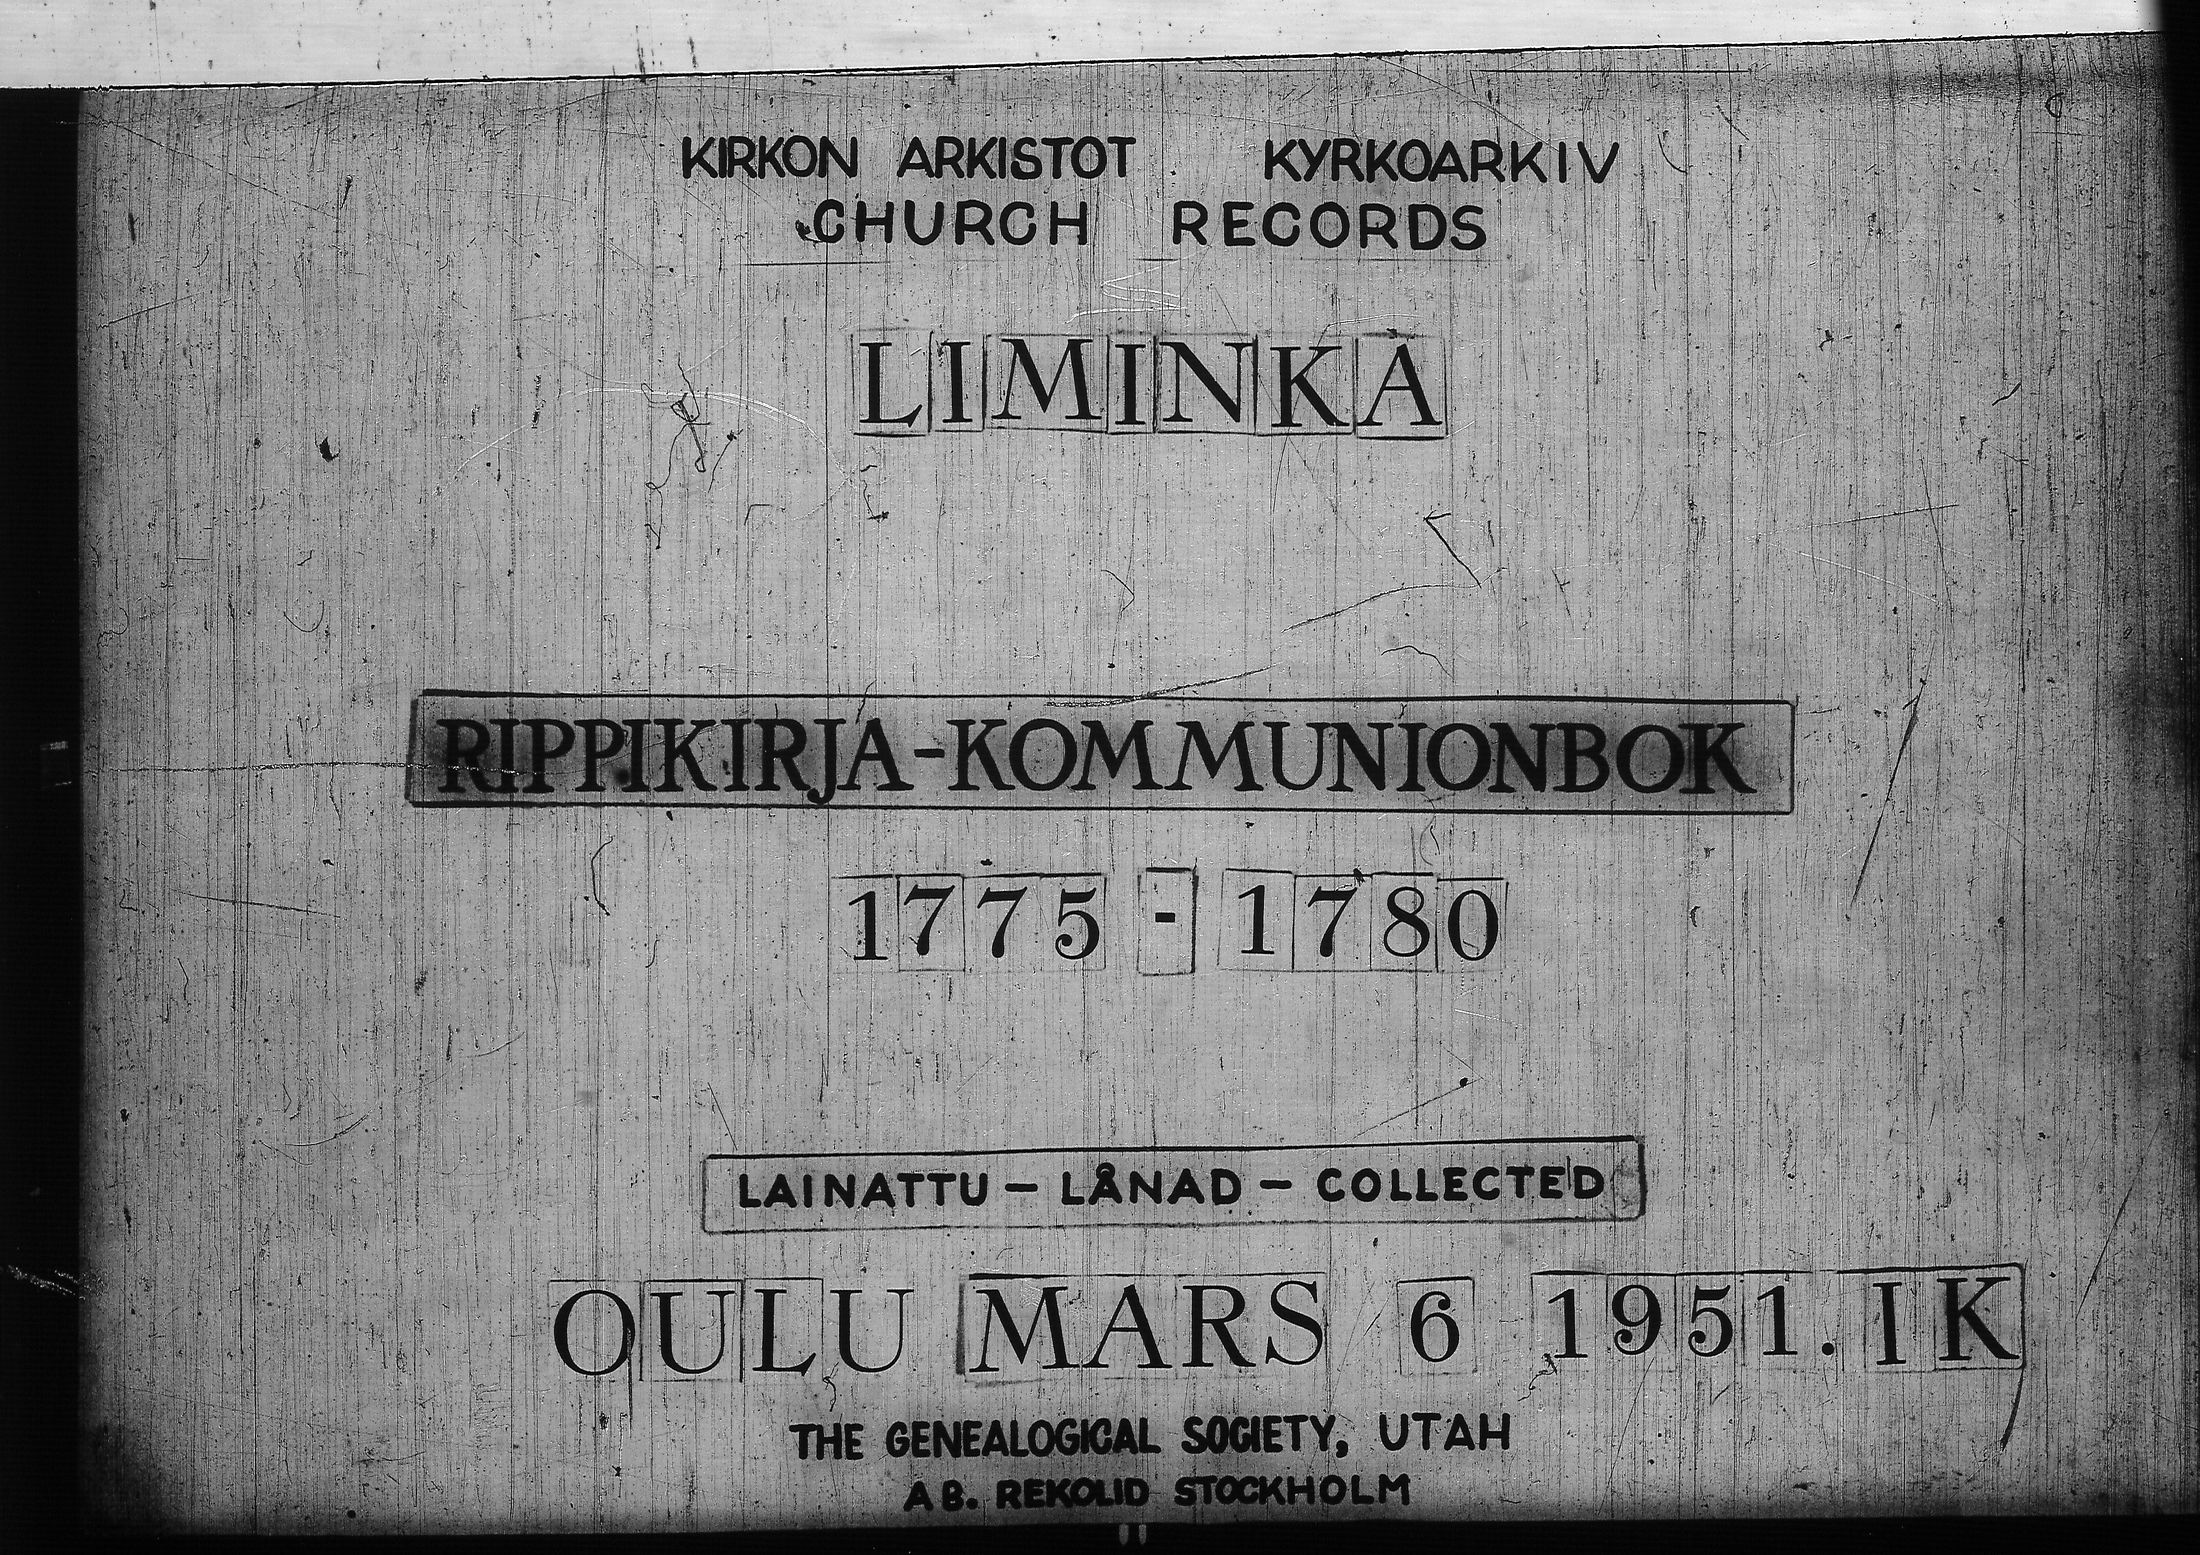 KIRKON ARKISTOT KYRKOARKIV
CHURCH RECORDS
LIMINKA
RIPPIKIRJA-KOMMUNIONBOK
1775 - 1780
LAINATTU – LÅNAD – COLLECTED
OULU MARS 6 1951. IK
THE GENEALOGICAL SOCIETY, UTAH
AB. REKOLID STOCKHOLM